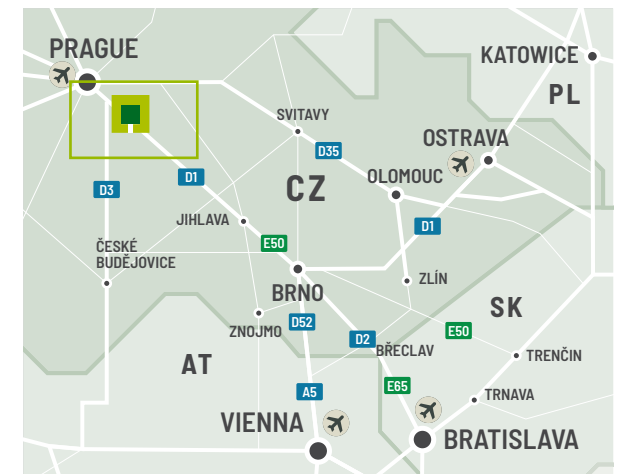 PRAGUE
KATOWICE
PL
SVITAVY
OSTRAVA
D35
OLOMOUC
CZ
D1
D3
JIHLAVA
D1
E50
ČESKÉ
BUDĚJOVICE
ZLÍN
BRNO
SK
ZNOJMO
D52
D2
E50
BŘECLAV
TRENČIN
AT
E65
A5
TRNAVA
VIENNA
BRATISLAVA